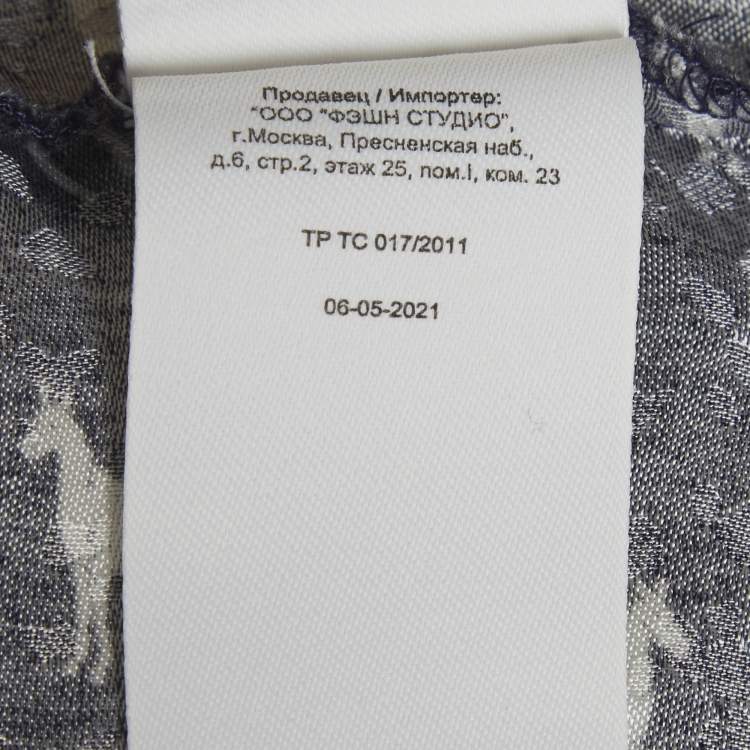 Продавец / Импортер:
"ООО "ФЭШН СТУДИО",
г.Москва, Пресненская наб.,
д.6, стр.2, этаж 25, пом.I, ком. 23
ТР ТС 017/2011
06-05-2021